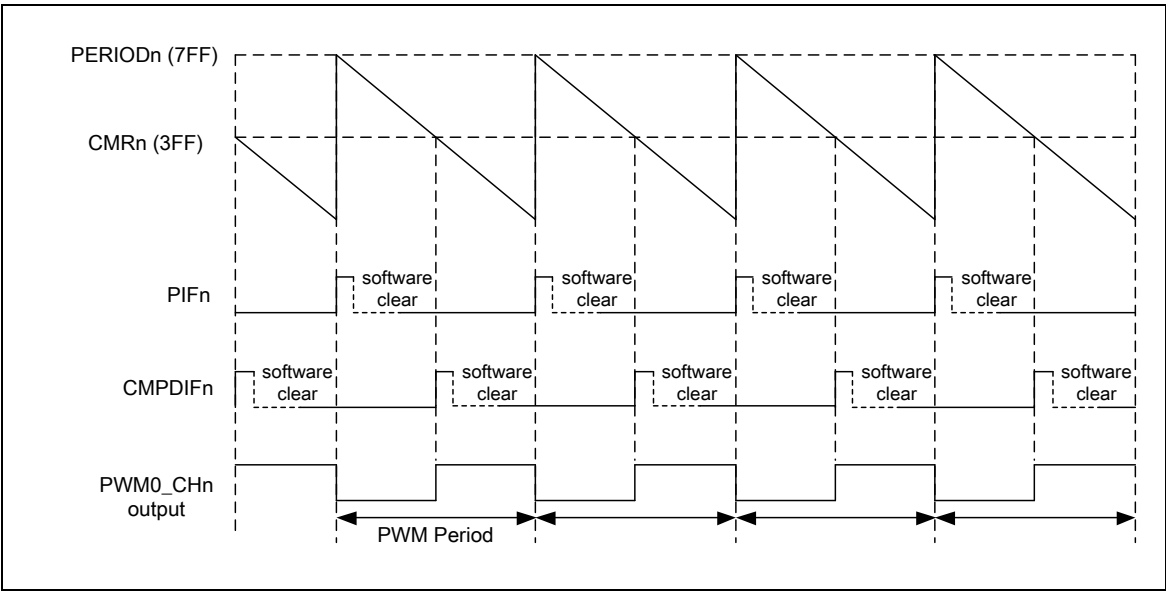 PERIODn (7FF)
CMRn (3FF)
PIFn
software
clear
software
clear
software
clear
software
clear
CMPDIFn
software
clear
software
clear
software
clear
software
clear
software
clear
PWM0_CHn
output
PWM Period